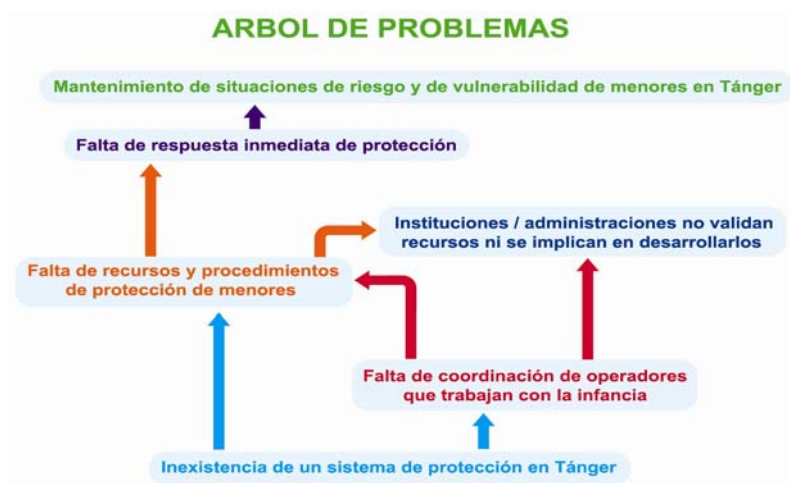 ARBOL DE PROBLEMAS
Mantenimiento de situaciones de riesgo y de vulnerabilidad de menores en Tánger
Falta de respuesta inmediata de protección
Instituciones / administraciones no validan
recursos ni se implican en desarrollarlos
Falta de recursos y procedimientos
de protección de menores
Falta de coordinación de operadores
que trabajan con la infancia
Inexistencia de un sistema de protección en Tánger